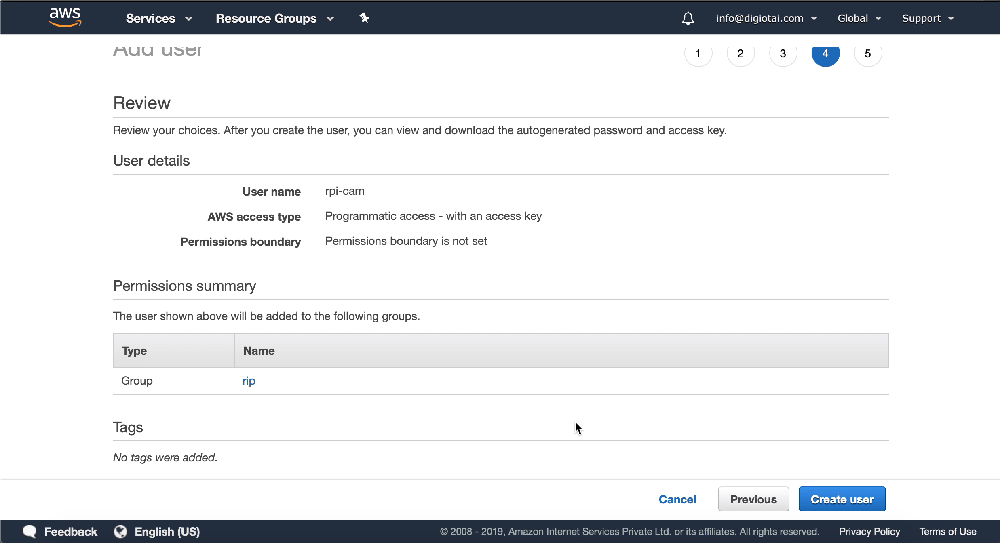 aws Services Resource Groups info@digiotai.com Global Support
Add user 1 2 3 4 5
Review
Review your choices. After you create the user, you can view and download the autogenerated password and access key.
User details
User name rpi-cam
AWS access type Programmatic access - with an access key
Permissions boundary Permissions boundary is not set
Permissions summary
The user shown above will be added to the following groups.
Type Name
Group rip
Tags
No tags were added.
Cancel Previous Create user
Feedback English (US) © 2008 - 2019, Amazon Internet Services Private Ltd. or its affiliates. All rights reserved. Privacy Policy Terms of Use